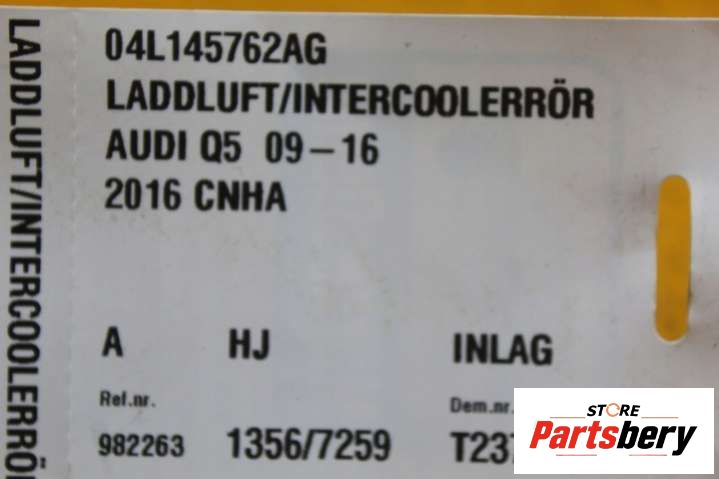 LADDLUFT/INTERCOOLERRÖR
04L145762AG
LADDLUFT/INTERCOOLERRÖR
AUDI Q5 09-16
2016 CNHA
A HJ INLAG
Ref.nr. Dem.nr.
982263 1356/7259
STORE
Partsbery